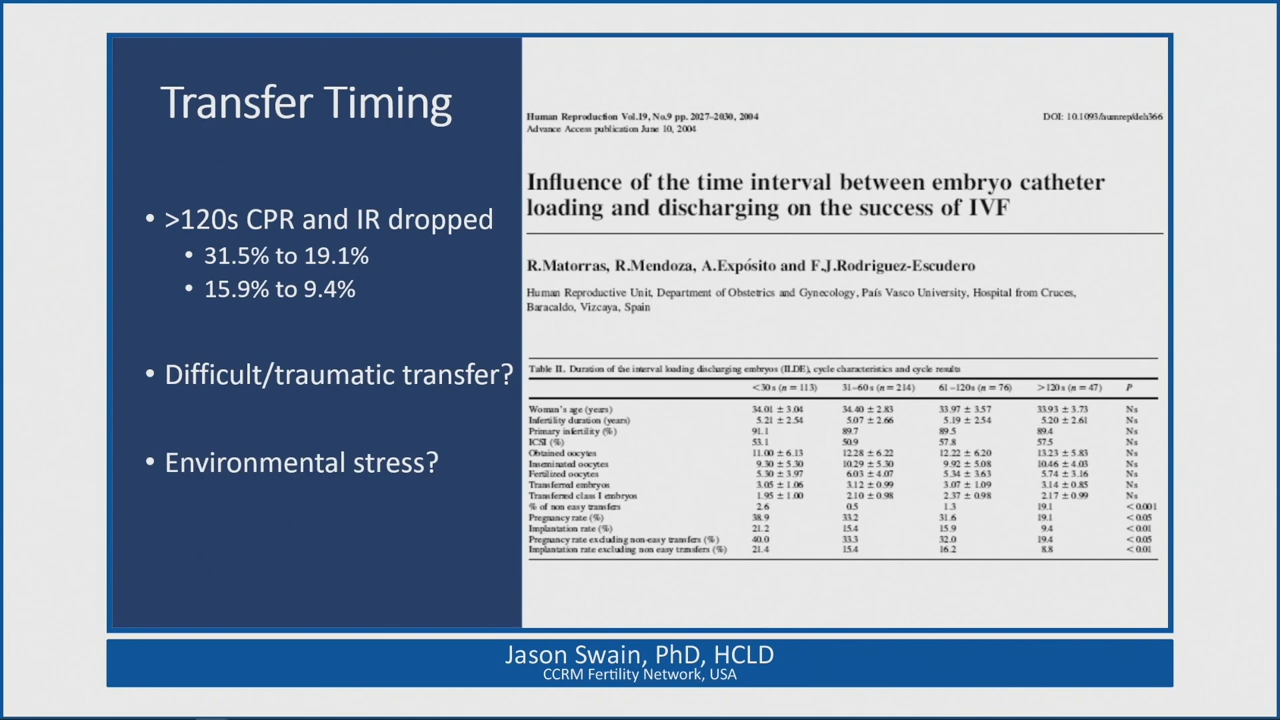 Transfer Timing
• >120s CPR and IR dropped
• 31.5% to 19.1%
• 15.9% to 9.4%
• Difficult/traumatic transfer?
• Environmental stress?
Human Reproduction Vol.19, No.9 pp. 2027–2030, 2004 DOI: 10.1093/humrep/deh366
Advance Access publication June 10, 2004
Influence of the time interval between embryo catheter
loading and discharging on the success of IVF
R.Matorras, R.Mendoza, A.Expósito and F.J.Rodriguez-Escudero
Human Reproductive Unit, Department of Obstetrics and Gynecology, País Vasco University, Hospital from Cruces,
Baracaldo, Vizcaya, Spain
Table II. Duration of the interval loading discharging embryos (ILDE), cycle characteristics and cycle results
<30 s (n = 113) 31–60 s (n = 214) 61–120 s (n = 76) >120 s (n = 47) P
Woman's age (years) 34.01 ± 3.04 34.40 ± 2.83 33.97 ± 3.57 33.93 ± 3.73 Ns
Infertility duration (years) 5.21 ± 2.54 5.07 ± 2.66 5.19 ± 2.54 5.20 ± 2.61 Ns
Primary infertility (%) 91.1 89.7 89.5 89.4 Ns
ICSI (%) 53.1 50.9 57.8 57.5 Ns
Obtained oocytes 11.00 ± 6.13 12.28 ± 6.22 12.22 ± 6.20 13.23 ± 5.83 Ns
Inseminated oocytes 9.30 ± 5.30 10.29 ± 5.30 9.92 ± 5.08 10.46 ± 4.03 Ns
Fertilized oocytes 5.30 ± 3.97 6.03 ± 4.07 5.34 ± 3.63 5.74 ± 3.16 Ns
Transferred embryos 3.05 ± 1.06 3.12 ± 0.99 3.07 ± 1.09 3.14 ± 0.85 Ns
Transferred class I embryos 1.95 ± 1.00 2.10 ± 0.98 2.37 ± 0.98 2.17 ± 0.99 Ns
% of non easy transfers 2.6 0.5 1.3 19.1 <0.001
Pregnancy rate (%) 38.9 33.2 31.6 19.1 <0.05
Implantation rate (%) 21.2 15.4 15.9 9.4 <0.01
Pregnancy rate excluding non-easy transfers (%) 40.0 33.3 32.0 19.4 <0.05
Implantation rate excluding non easy transfers (%) 21.4 15.4 16.2 8.8 <0.01
Jason Swain, PhD, HCLD
CCRM Fertility Network, USA